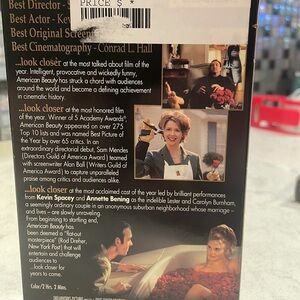 PRICE $
Best Director - S
Best Actor - Kev
Best Original Screenp
Best Cinematography - Conrad L. Hall
...look closer at the most talked about film of the
year. Intelligent, provocative and wickedly funny,
American Beauty has struck a chord with audiences
around the world and become a defining achievement
in cinematic history.
...look closer at the most honored film
of the year. Winner of 5 Academy Awards®,
American Beauty appeared on over 275
Top 10 lists and was named Best Picture of
the Year by over 65 critics. In an
extraordinary directorial debut, Sam Mendes
(Directors Guild of America Award) teamed
with screenwriter Alan Ball (Writers Guild of
America Award) to capture unparalleled
praise among critics and audiences alike.
...look closer at the most acclaimed cast of the year led by brilliant performances
from Kevin Spacey and Annette Bening as the indelible Lester and Carolyn Burnham,
a seemingly ordinary couple in an anonymous suburban neighborhood whose marriage -
and lives - are slowly unraveling.
From beginning to startling end,
American Beauty has
been deemed a "flat-out
masterpiece" (Rod Dreher,
New York Post) that will
entertain and challenge
audiences to
...look closer for
years to come.
Color/2 Hrs. 2 Mins.